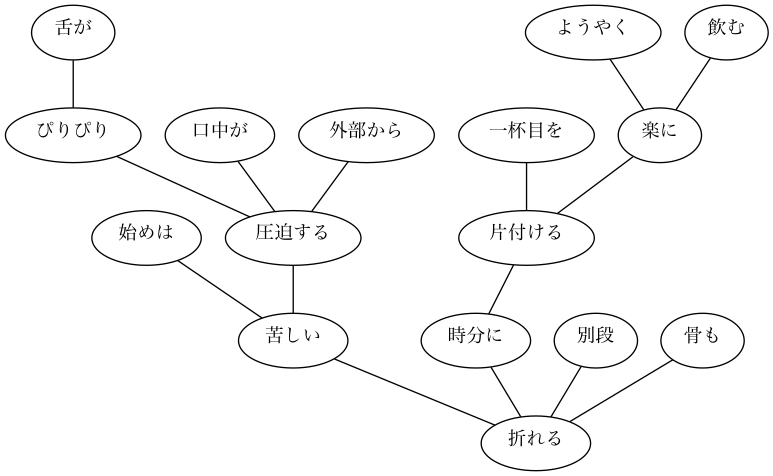 舌が
ようやく
飲む
ぴりぴり
口中が
外部から
一杯目を
楽に
始めは
圧迫する
片付ける
苦しい
時分に
別段
骨も
折れる